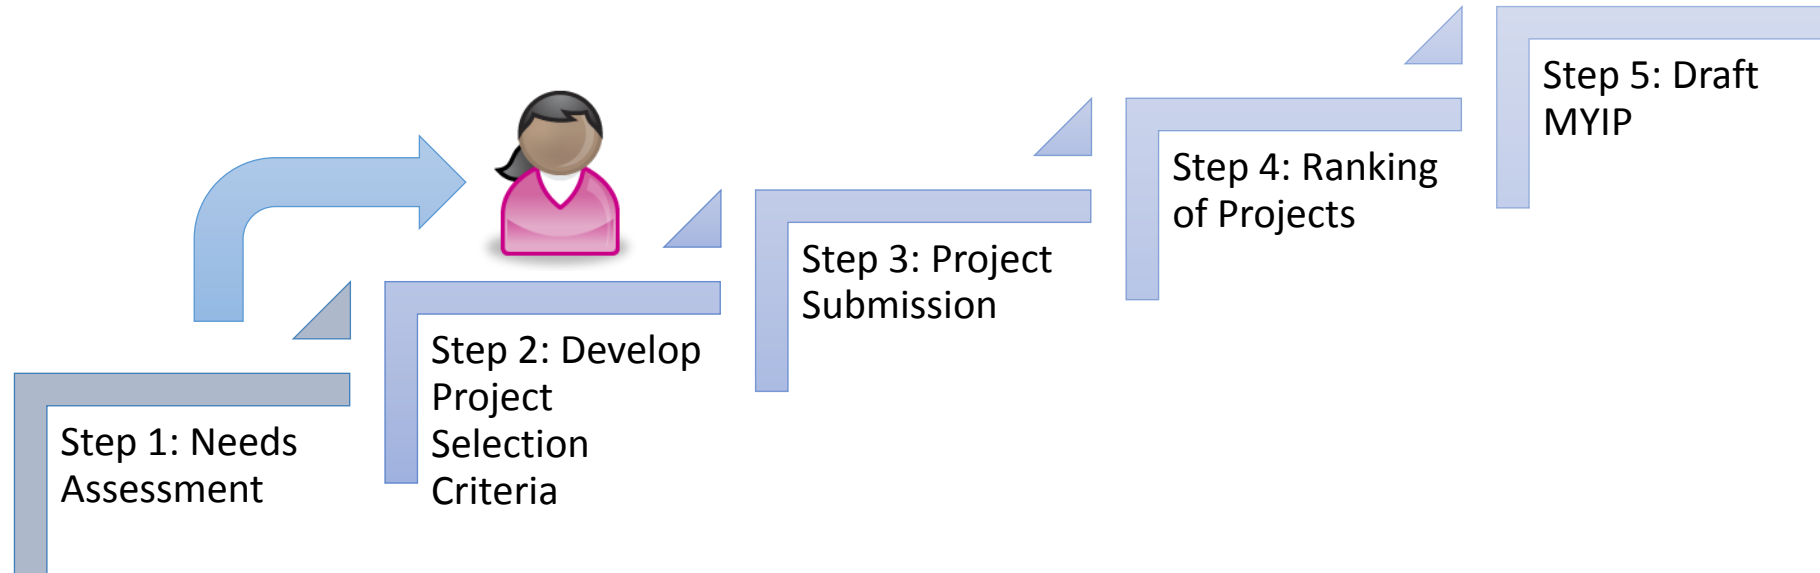 Step 1: Needs
Assessment
Step 2: Develop
Project
Selection
Criteria
Step 3: Project
Submission
Step 4: Ranking
of Projects
Step 5: Draft
MYIP